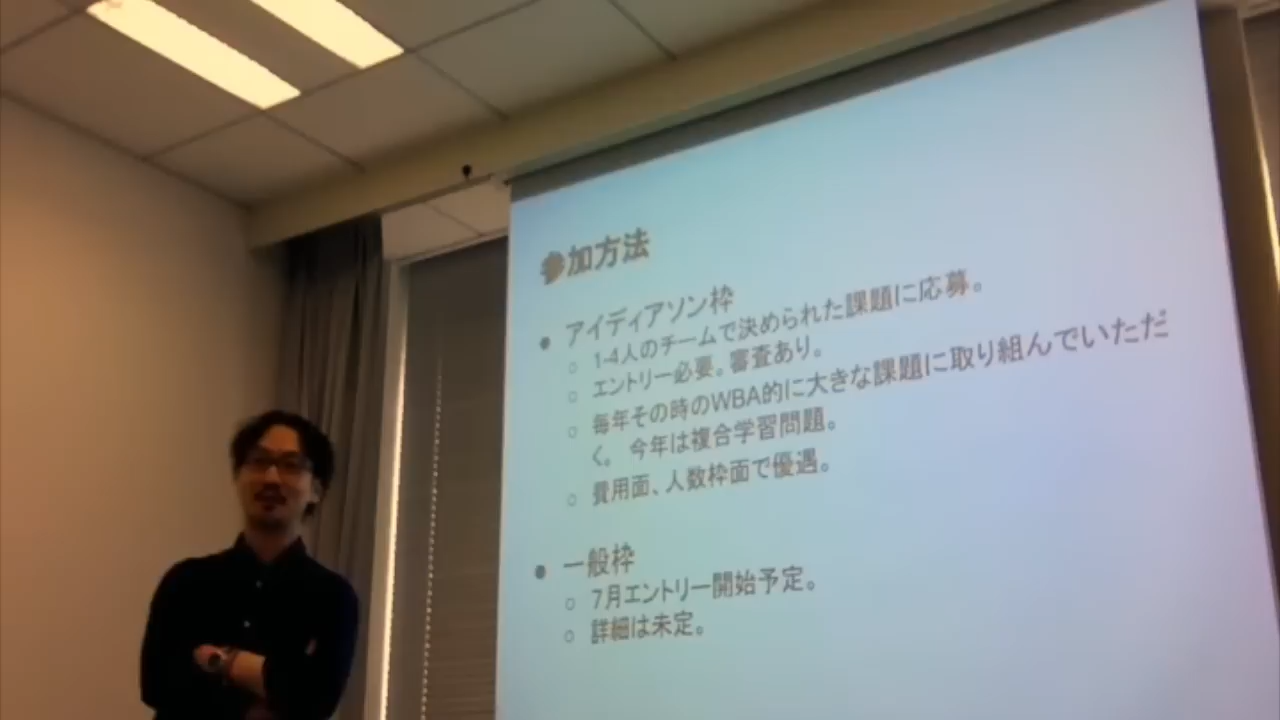 参加方法
アイディアソン枠
1-4人のチームで決められた課題に応募。
エントリー必要。審査あり。
毎年その時のWBA的に大きな課題に取り組んでいただ
く。 今年は複合学習問題。
費用面、人数枠面で優遇。
一般枠
7月エントリー開始予定。
詳細は未定。